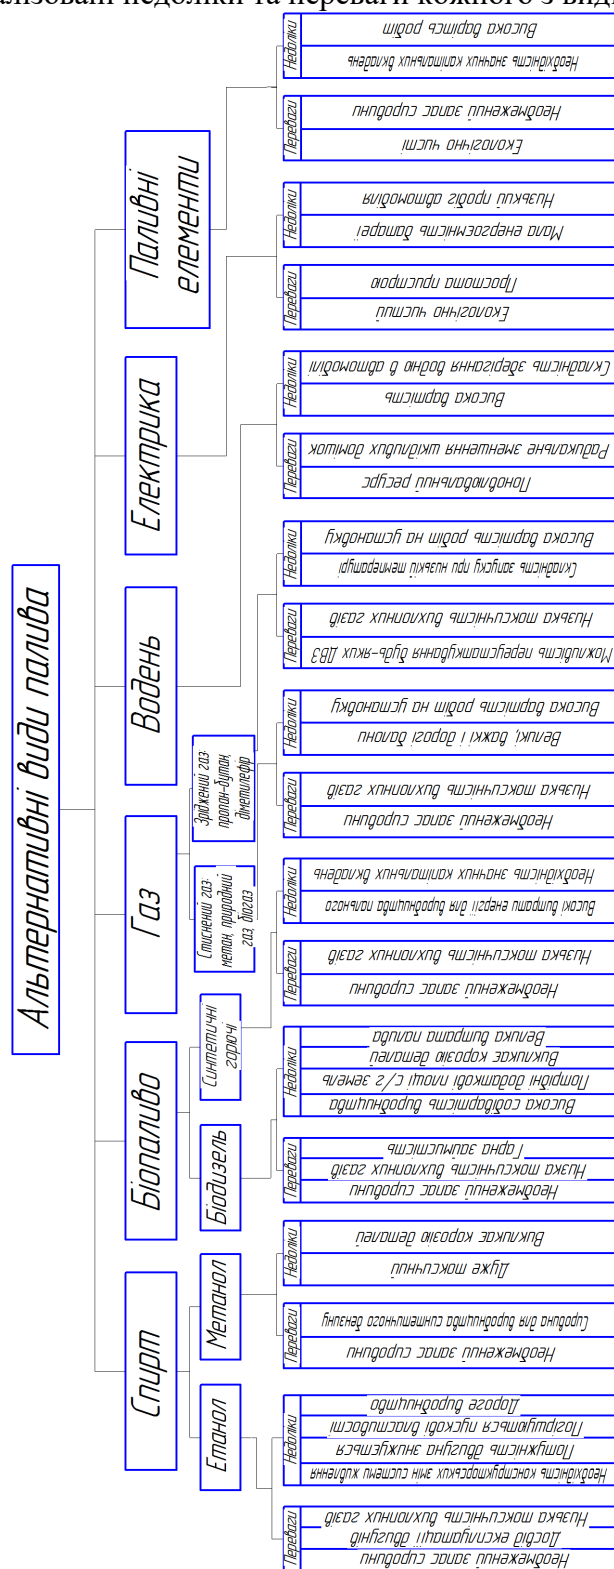 алізовані недоліки та переваги кожного з виді
Альтернативні види палива
Спирт
Етанол
Переваги
Необмежений запас сировини
Досвід експлуатації двигунів
Низька токсичність вихлопних газів
Недоліки
Необхідність конструкторських змін системи живлення
Потужність двигуна знижується
Погіршуються пускові властивості
Дороге виробництво
Метанол
Переваги
Необмежений запас сировини
Сировина для виробництва синтетичного бензину
Недоліки
Дуже токсичний
Викликає корозію деталей
Біопаливо
Біодизель
Переваги
Необмежений запас сировини
Низька токсичність вихлопних газів
Гарна займистість
Недоліки
Висока собівартість виробництва
Потрібні додаткові площі с/г земель
Викликає корозію деталей
Велика витрата палива
Синтетичні
горючі
Переваги
Необмежений запас сировини
Низька токсичність вихлопних газів
Недоліки
Високі витрати енергії для виробництва пального
Необхідність значних капітальних вкладень
Газ
Стиснений газ:
метан, природний
газ, біогаз
Переваги
Необмежений запас сировини
Низька токсичність вихлопних газів
Недоліки
Великі, важкі і дорогі балони
Висока вартість робіт на установку
Зріджений газ:
пропан-бутан,
диметилефір
Переваги
Можливість переустаткування будь-яких ДВЗ
Низька токсичність вихлопних газів
Недоліки
Складність запуску при низькій температурі
Висока вартість робіт на установку
Водень
Переваги
Поновлювальний ресурс
Радикальне зменшення шкідливих домішок
Недоліки
Висока вартість
Складність зберігання водню в автомобілі
Електрика
Переваги
Екологічно чистий
Простота пристрою
Недоліки
Мала енергоємність батареї
Низький пробіг автомобіля
Паливні
елементи
Переваги
Екологічно чисті
Необмежений запас сировини
Недоліки
Необхідність значних капітальних вкладень
Висока вартість робіт